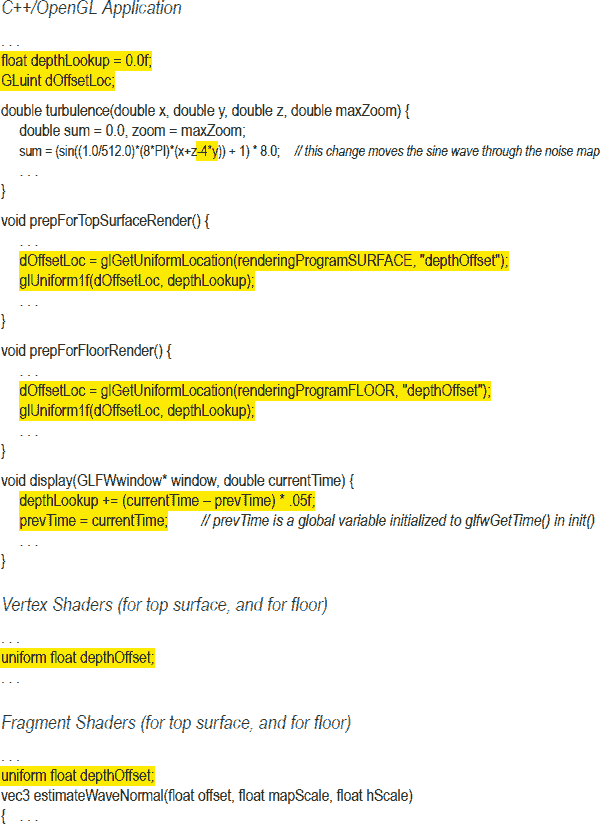 C++/OpenGL Application
. . .
float depthLookup = 0.0f;
GLuint dOffsetLoc;
double turbulence(double x, double y, double z, double maxZoom) {
double sum = 0.0, zoom = maxZoom;
sum = (sin((1.0/512.0)*(8*PI)*(x+z-4*y)) + 1) * 8.0; // this change moves the sine wave through the noise map
. . .
}
void prepForTopSurfaceRender() {
. . .
dOffsetLoc = glGetUniformLocation(renderingProgramSURFACE, "depthOffset");
glUniform1f(dOffsetLoc, depthLookup);
. . .
}
void prepForFloorRender() {
. . .
dOffsetLoc = glGetUniformLocation(renderingProgramFLOOR, "depthOffset");
glUniform1f(dOffsetLoc, depthLookup);
. . .
}
void display(GLFWwindow* window, double currentTime) {
depthLookup += (currentTime – prevTime) * .05f;
prevTime = currentTime; // prevTime is a global variable initialized to glfwGetTime() in init()
. . .
}
Vertex Shaders (for top surface, and for floor)
. . .
uniform float depthOffset;
. . .
Fragment Shaders (for top surface, and for floor)
. . .
uniform float depthOffset;
vec3 estimateWaveNormal(float offset, float mapScale, float hScale)
{ . . .